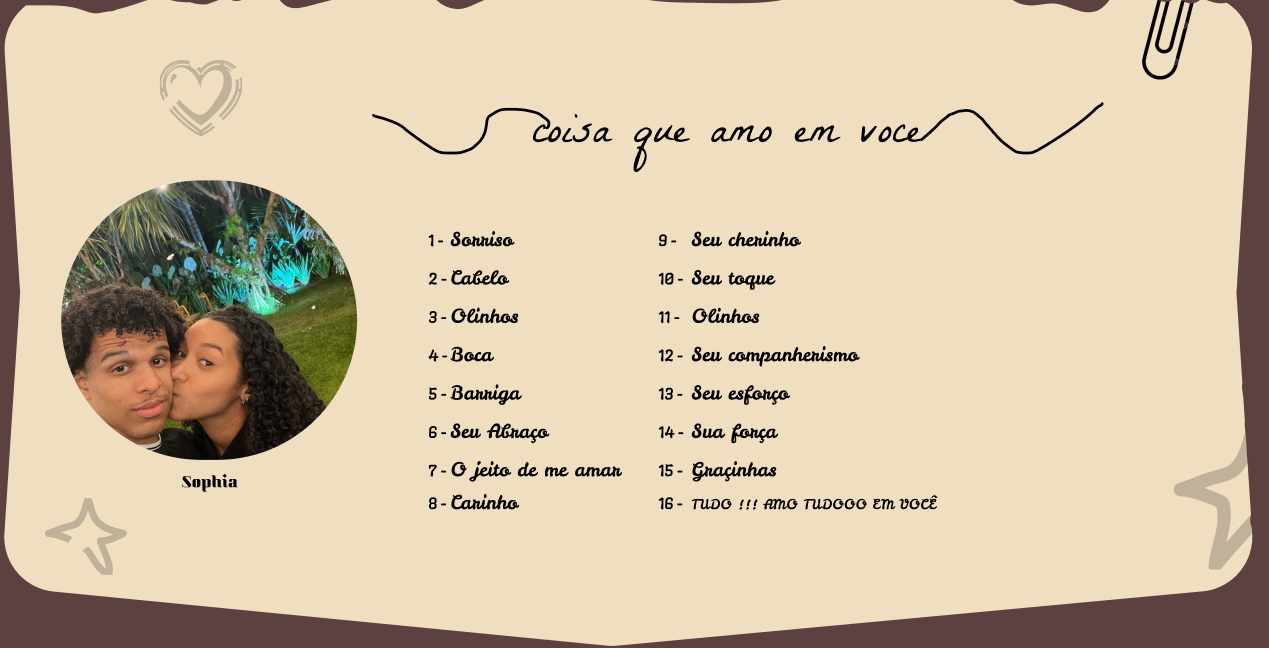 coisa que amo em voce
1 - Sorriso
2 - Cabelo
3 - Olinhos
4 - Boca
5 - Barriga
6 - Seu Abraço
7 - O jeito de me amar
8 - Carinho
9 - Seu cherinho
10 - Seu toque
11 - Olinhos
12 - Seu companherismo
13 - Seu esforço
14 - Sua força
15 - Graçinhas
16 - TUDO !!! AMO TUDOOO EM VOCÊ
Sophia